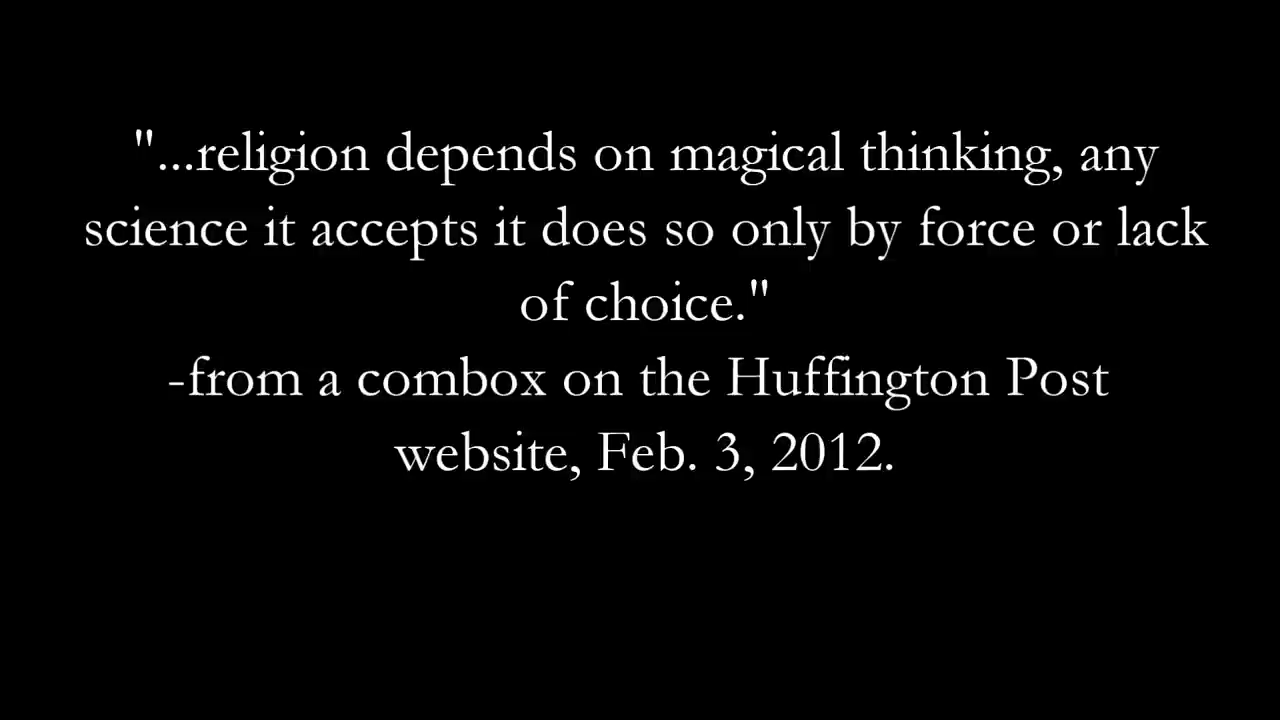 "...religion depends on magical thinking, any
science it accepts it does so only by force or lack
of choice."
-from a combox on the Huffington Post
website, Feb. 3, 2012.